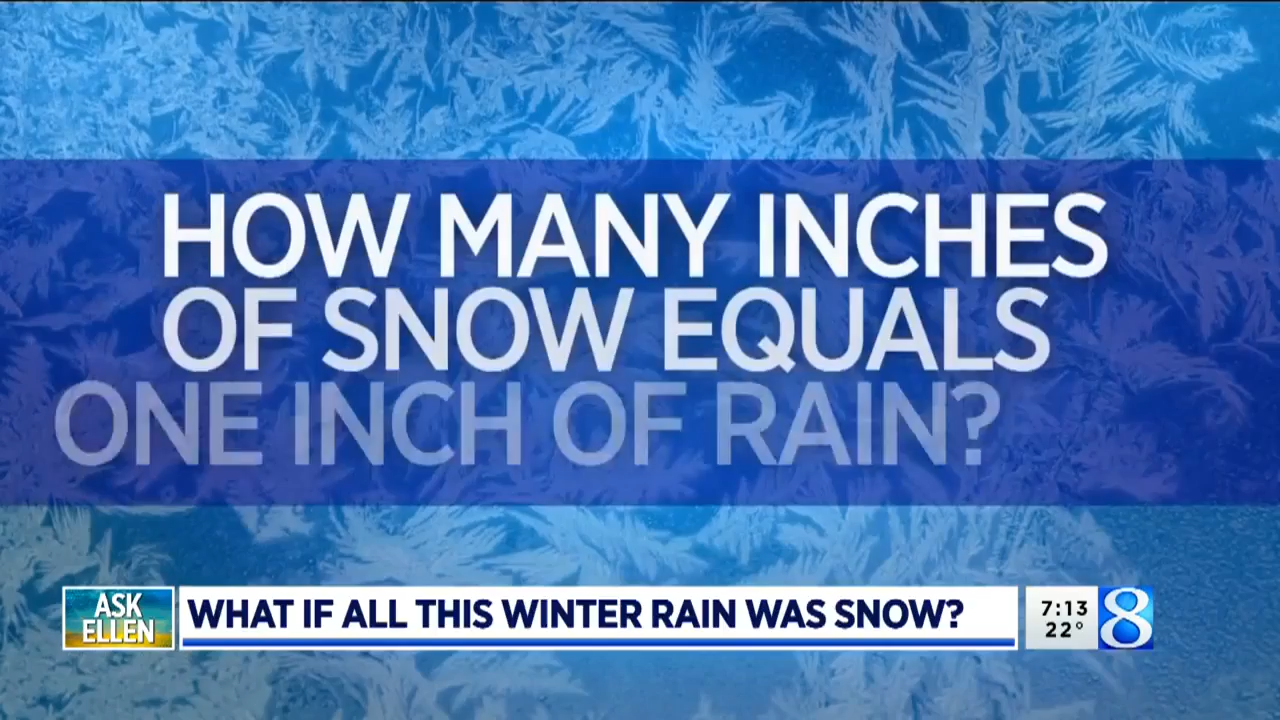 HOW MANY INCHES
OF SNOW EQUALS
ONE INCH OF RAIN?
ASK
ELLEN
WHAT IF ALL THIS WINTER RAIN WAS SNOW?
7:13
22°
8